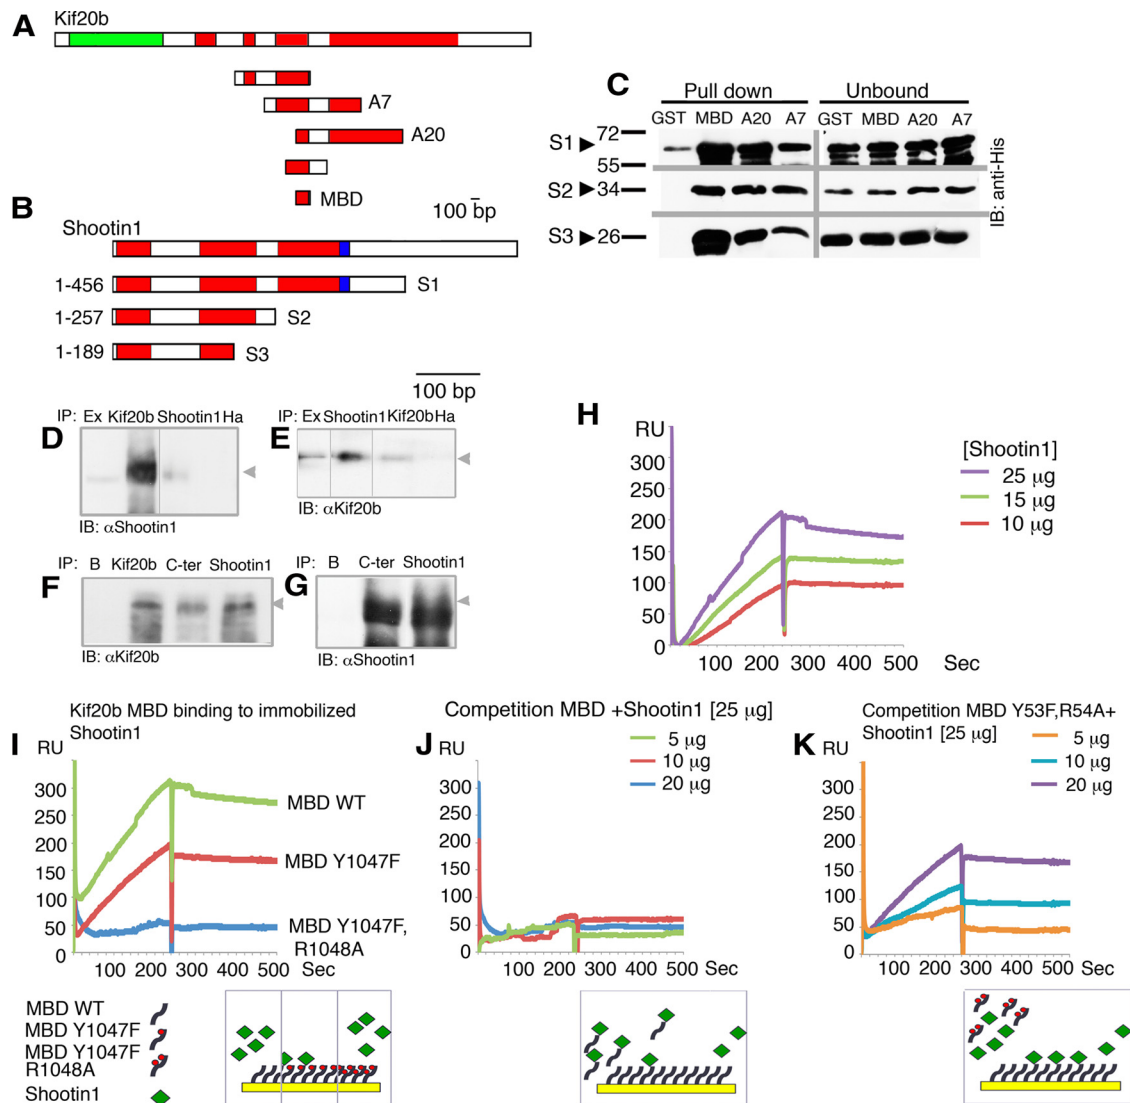 A
Kif20b
A7
A20
MBD
100 bp
B
Shootin1
1-456 S1
1-257 S2
1-189 S3
100 bp
C
Pull down Unbound
GST MBD A20 A7 GST MBD A20 A7
S1 72
55
S2 34
S3 26
IB: anti-His
D
IP: Ex Kif20b Shootin1 Ha
IB: αShootin1
E
IP: Ex Shootin1 Kif20b Ha
IB: αKif20b
F
IP: B Kif20b C-ter Shootin1
IB: αKif20b
G
IP: B C-ter Shootin1
IB: αShootin1
H
RU
300
250
200
150
100
50
0
100 200 300 400 500 Sec
[Shootin1]
25 μg
15 μg
10 μg
I
Kif20b MBD binding to immobilized
Shootin1
RU
300
250
200
150
100
50
0
100 200 300 400 500 Sec
MBD WT
MBD Y1047F
MBD Y1047F,
R1048A
J
Competition MBD +Shootin1 [25 μg]
RU
5 μg
10 μg
20 μg
300
250
200
150
100
50
0
100 200 300 400 500 Sec
K
Competition MBD Y53F,R54A+
Shootin1 [25 μg]
RU
5 μg
10 μg
20 μg
300
250
200
150
100
50
0
100 200 300 400 500 Sec
MBD WT
MBD Y1047F
MBD Y1047F
R1048A
Shootin1